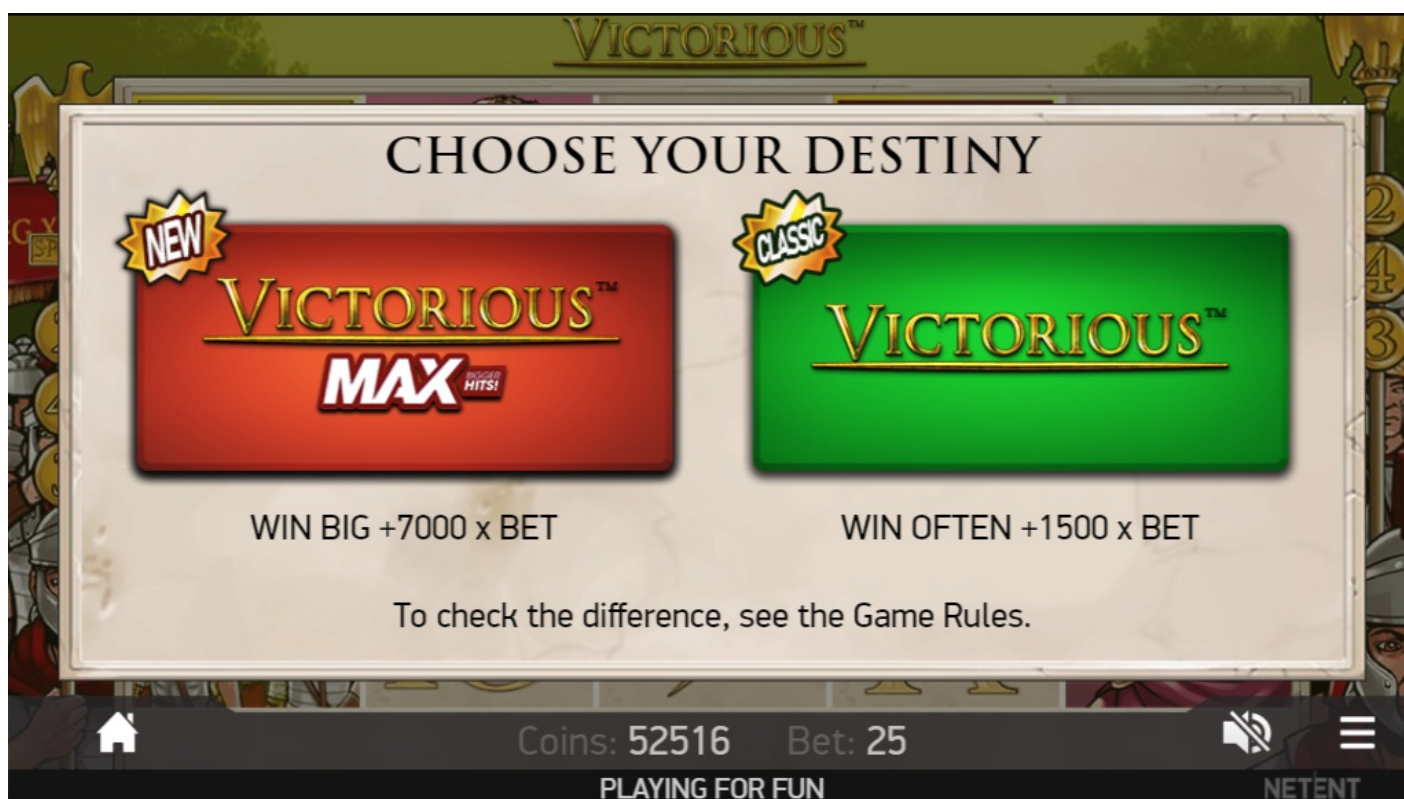 VICTORIOUS™
CHOOSE YOUR DESTINY
NEW
VICTORIOUS™
MAX BIGGER HITS!
CLASSIC
VICTORIOUS™
WIN BIG +7000 x BET
WIN OFTEN +1500 x BET
To check the difference, see the Game Rules.
2
4
3
Coins: 52516 Bet: 25
PLAYING FOR FUN
NETENT